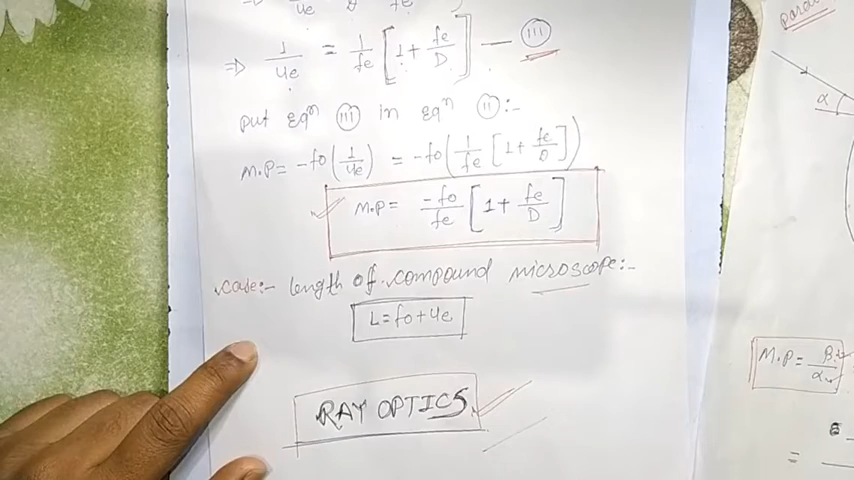 ⇒ 1/ue = 1/fe [1 + fe/D] — III
put eqn III in eqn II :-
M.P = -fo (1/ue) = -fo (1/fe [1 + fe/D])
M.P = -fo/fe [1 + fe/D]
case:- length of compound microscope:-
L = fo + ue
RAY OPTICS
α
M.P = β/α
=